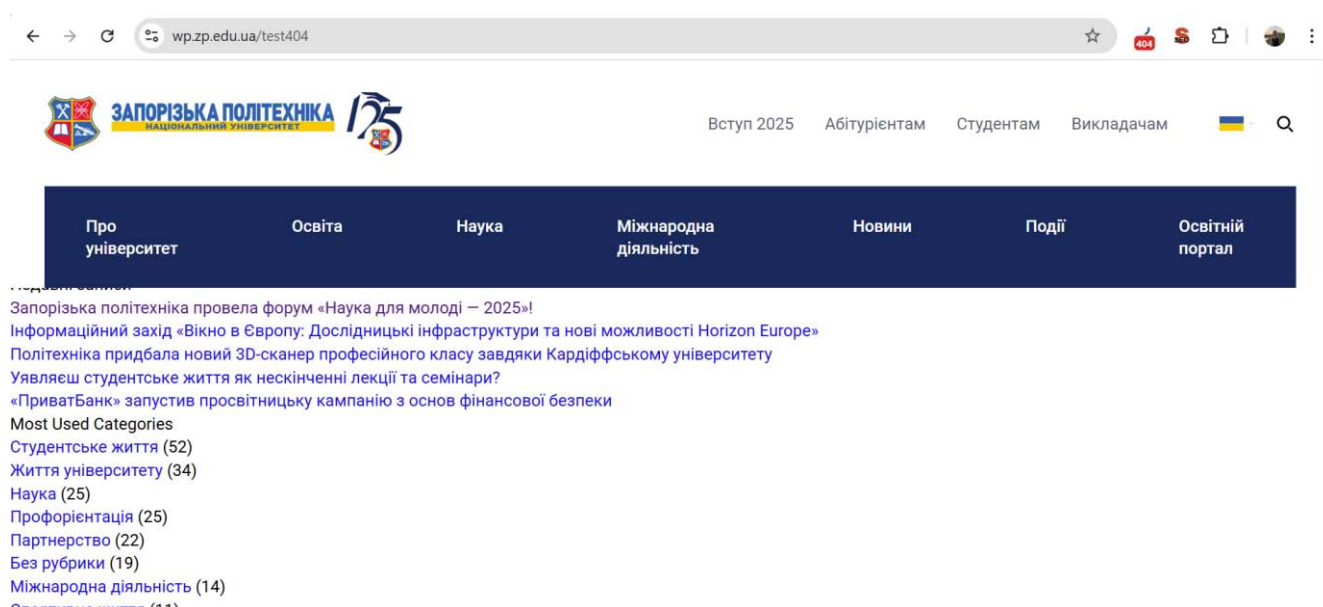 wp.zp.edu.ua/test404
404
SEO
ЗАПОРІЗЬКА ПОЛІТЕХНІКА
НАЦІОНАЛЬНИЙ УНІВЕРСИТЕТ
125
Вступ 2025 Абітурієнтам Студентам Викладачам
Про університет Освіта Наука Міжнародна діяльність Новини Події Освітній портал
Запорізька політехніка провела форум «Наука для молоді — 2025»!
Інформаційний захід «Вікно в Європу: Дослідницькі інфраструктури та нові можливості Horizon Europe»
Політехніка придбала новий 3D-сканер професійного класу завдяки Кардіффському університету
Уявляєш студентське життя як нескінченні лекції та семінари?
«ПриватБанк» запустив просвітницьку кампанію з основ фінансової безпеки
Most Used Categories
Студентське життя (52)
Життя університету (34)
Наука (25)
Профорієнтація (25)
Партнерство (22)
Без рубрики (19)
Міжнародна діяльність (14)